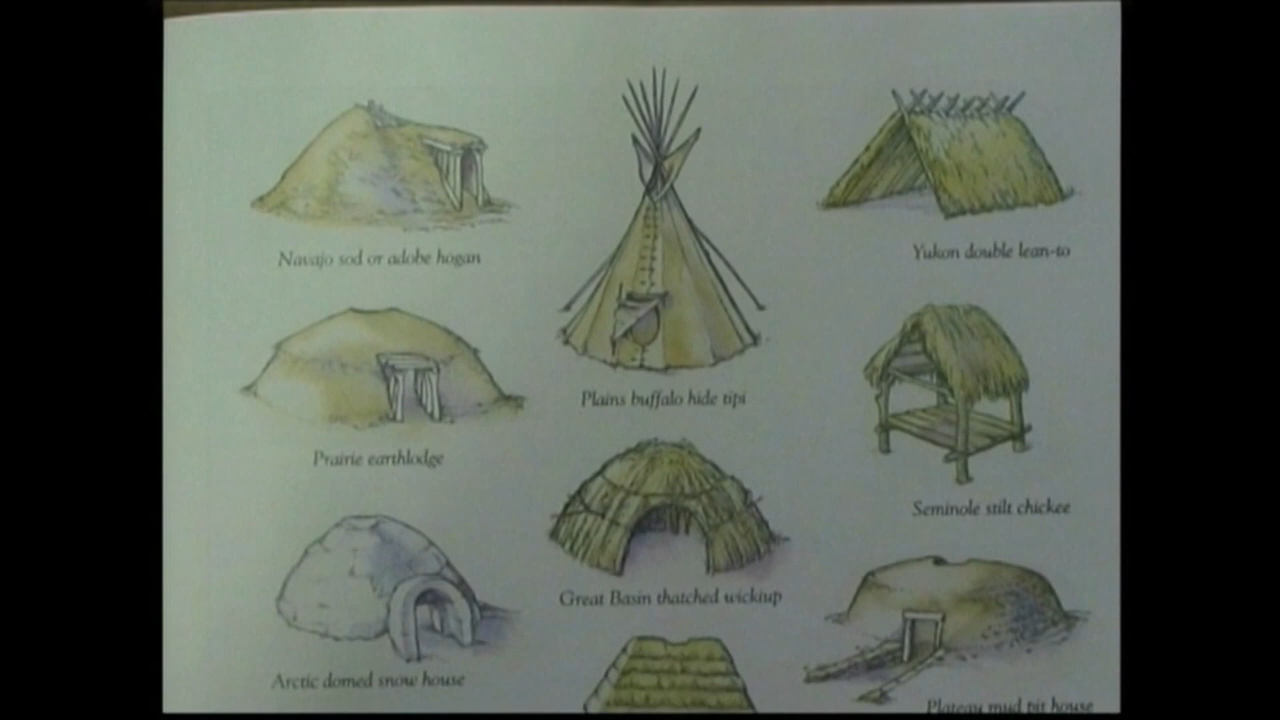 Navajo sod or adobe hogan
Yukon double lean-to
Plains buffalo hide tipi
Prairie earthlodge
Seminole stilt chickee
Great Basin thatched wickiup
Arctic domed snow house
Plateau mud pit house